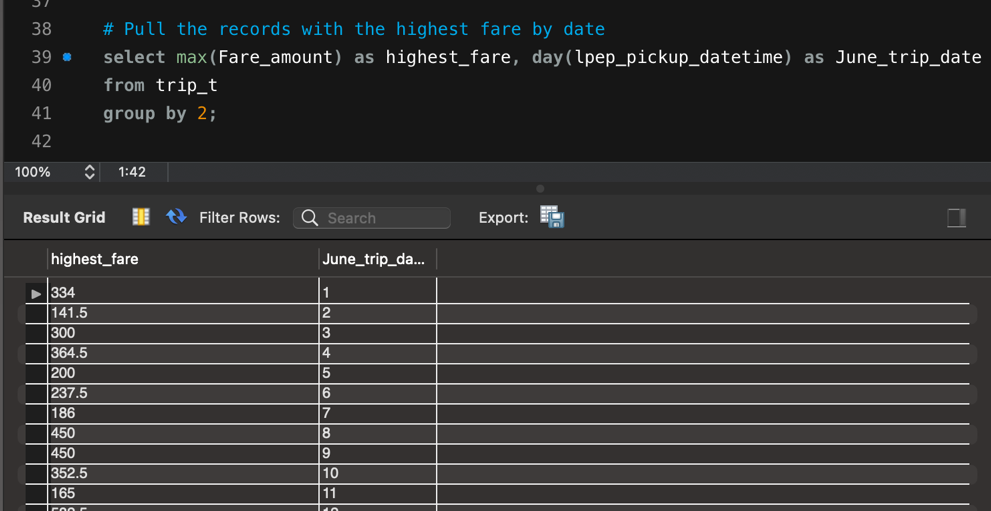 37
38 # Pull the records with the highest fare by date
39 select max(Fare_amount) as highest_fare, day(lpep_pickup_datetime) as June_trip_date
40 from trip_t
41 group by 2;
42
100% 1:42
Result Grid Filter Rows: Search Export:
highest_fare June_trip_da...
334 1
141.5 2
300 3
364.5 4
200 5
237.5 6
186 7
450 8
450 9
352.5 10
165 11